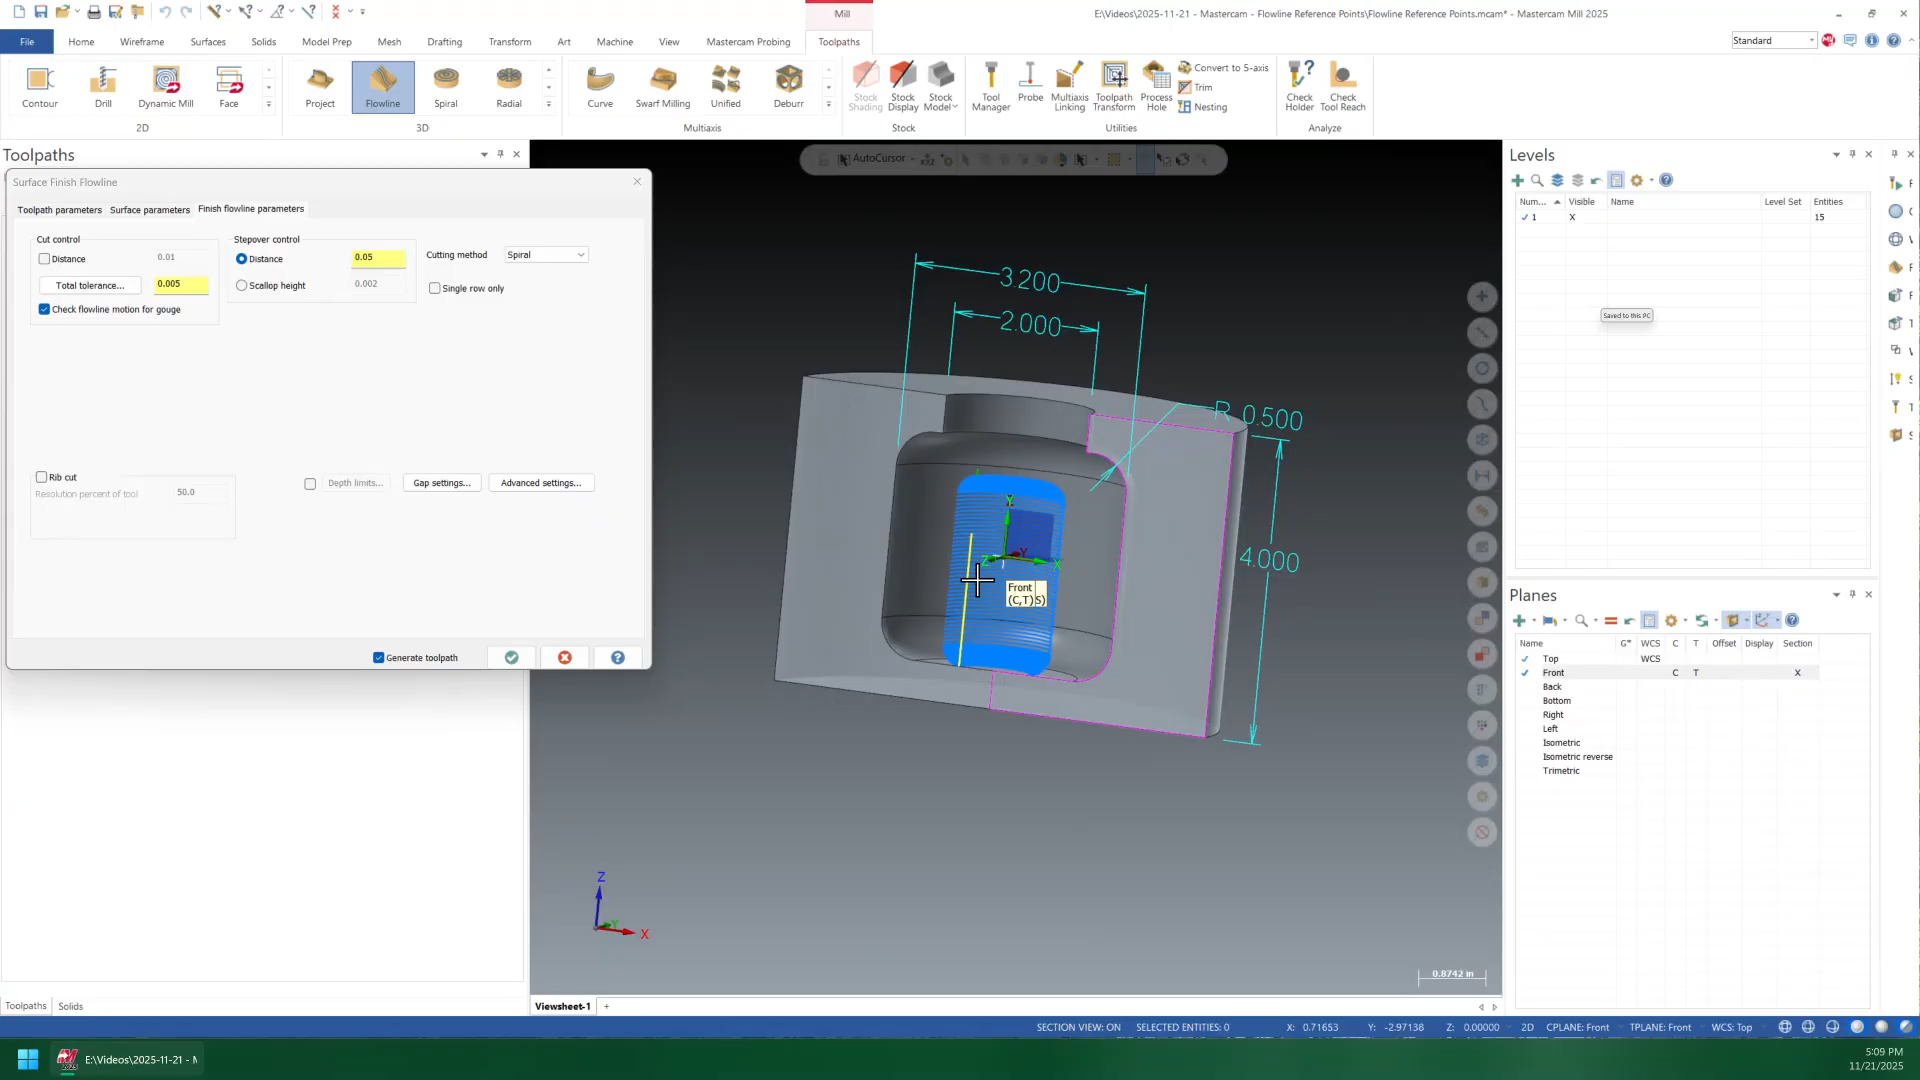 Mill
E:\Videos\2025-11-21 - Mastercam - Flowline Reference Points\Flowline Reference Points.mcam* - Mastercam Mill 2025
File
Home
Wireframe
Surfaces
Solids
Model Prep
Mesh
Drafting
Transform
Art
Machine
View
Mastercam Probing
Toolpaths
Standard
Contour
Drill
Dynamic Mill
Face
2D
Project
Flowline
Spiral
Radial
3D
Curve
Swarf Milling
Unified
Deburr
Multiaxis
Stock
Shading
Stock
Display
Stock
Model
Stock
Tool
Manager
Probe
Multiaxis
Linking
Toolpath
Transform
Process
Hole
Convert to 5-axis
Trim
Nesting
Utilities
Check
Holder
Check
Tool Reach
Analyze
Toolpaths
Surface Finish Flowline
Toolpath parameters
Surface parameters
Finish flowline parameters
Cut control
Distance
0.01
Total tolerance...
0.005
Check flowline motion for gouge
Stepover control
Distance
0.05
Scallop height
0.002
Cutting method
Spiral
Single row only
Rib cut
Resolution percent of tool
50.0
Depth limits...
Gap settings...
Advanced settings...
Generate toolpath
AutoCursor
3.200
2.000
R 0.500
4.000
Y
Y
Z
X
Front
(C,T)S)
Z
Y
X
0.8742 in
Viewsheet-1
+
Toolpaths
Solids
Levels
Num...
Visible
Name
Level Set
Entities
1
X
15
Saved to this PC
Planes
Name
G*
WCS
C
T
Offset
Display
Section
Top
WCS
Front
C
T
X
Back
Bottom
Right
Left
Isometric
Isometric reverse
Trimetric
SECTION VIEW: ON
SELECTED ENTITIES: 0
X: 0.71653
Y: -2.97138
Z: 0.00000
2D
CPLANE: Front
TPLANE: Front
WCS: Top
E:\Videos\2025-11-21 - M
5:09 PM
11/21/2025